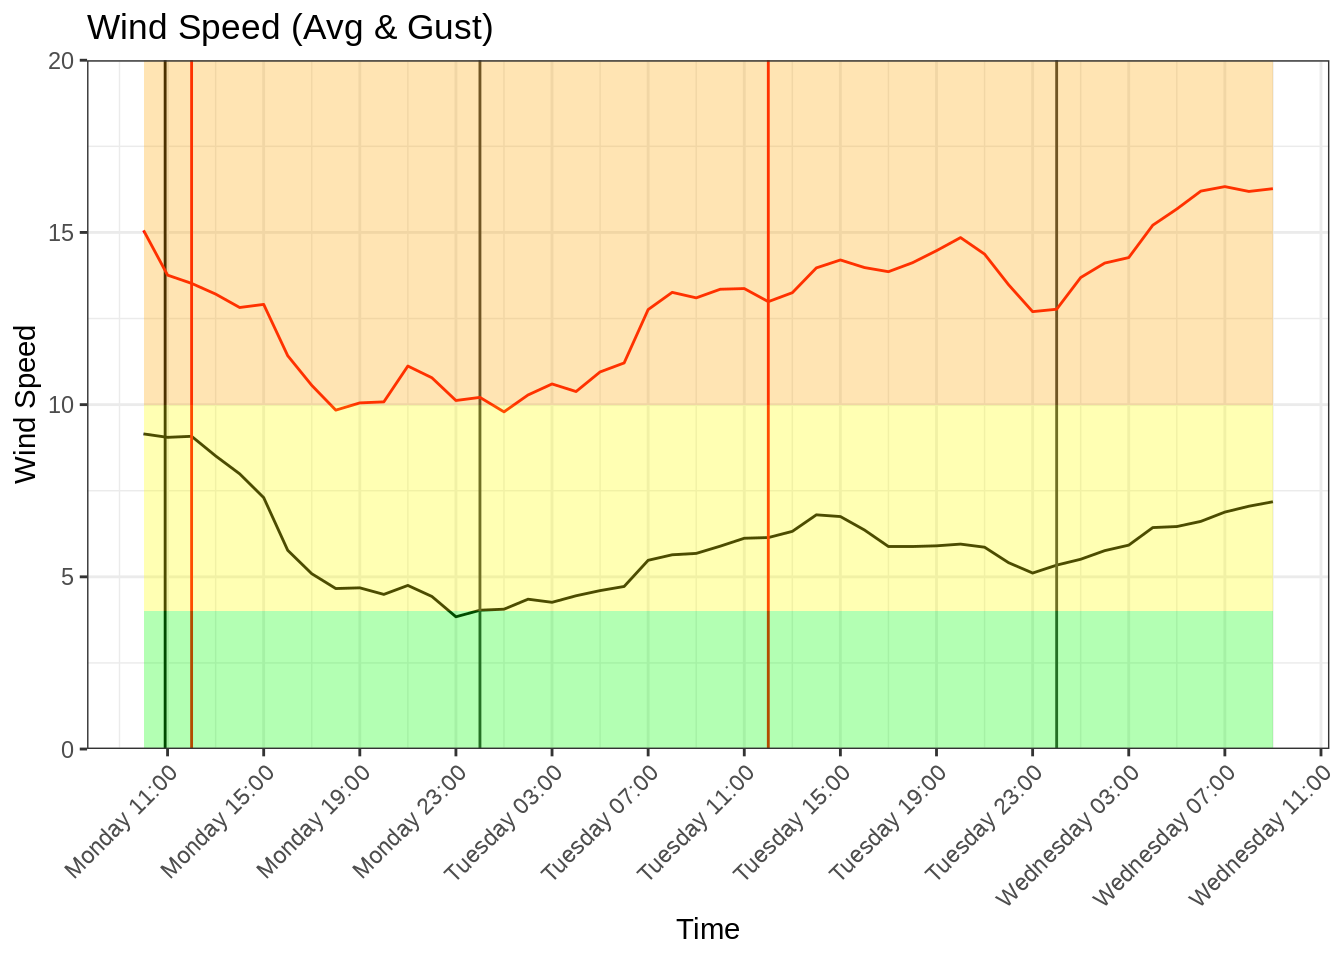 Wind Speed (Avg & Gust)
Wind Speed
20
15
10
5
0
Monday 11:00
Monday 15:00
Monday 19:00
Monday 23:00
Tuesday 03:00
Tuesday 07:00
Tuesday 11:00
Tuesday 15:00
Tuesday 19:00
Tuesday 23:00
Wednesday 03:00
Wednesday 07:00
Wednesday 11:00
Time